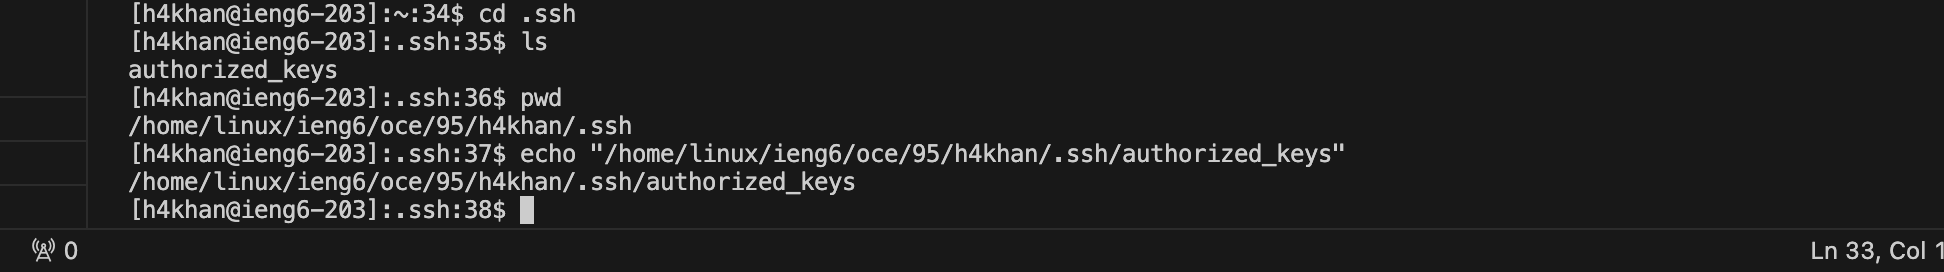 [h4khan@ieng6-203]:~:34$ cd .ssh
[h4khan@ieng6-203]:.ssh:35$ ls
authorized_keys
[h4khan@ieng6-203]:.ssh:36$ pwd
/home/linux/ieng6/oce/95/h4khan/.ssh
[h4khan@ieng6-203]:.ssh:37$ echo "/home/linux/ieng6/oce/95/h4khan/.ssh/authorized_keys"
/home/linux/ieng6/oce/95/h4khan/.ssh/authorized_keys
[h4khan@ieng6-203]:.ssh:38$
0
Ln 33, Col 1